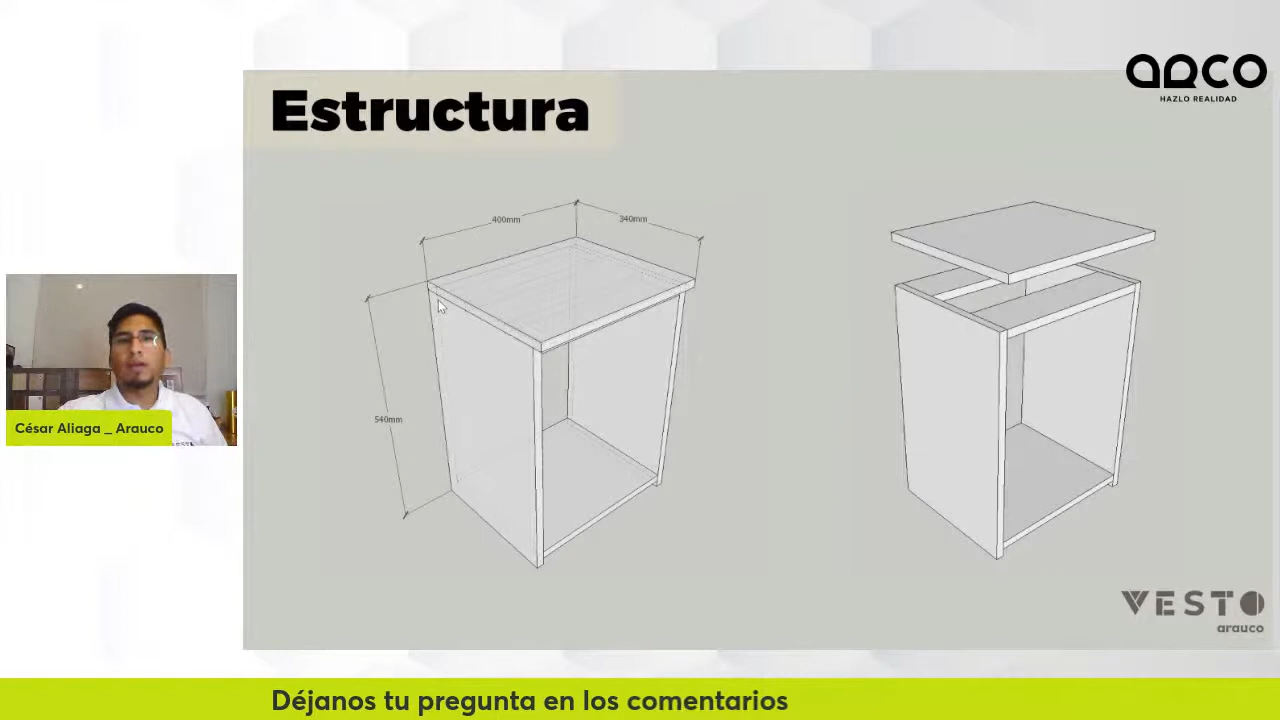 arco
HAZLO REALIDAD
Estructura
400mm
340mm
540mm
César Aliaga _ Arauco
VESTO
arauco
Déjanos tu pregunta en los comentarios